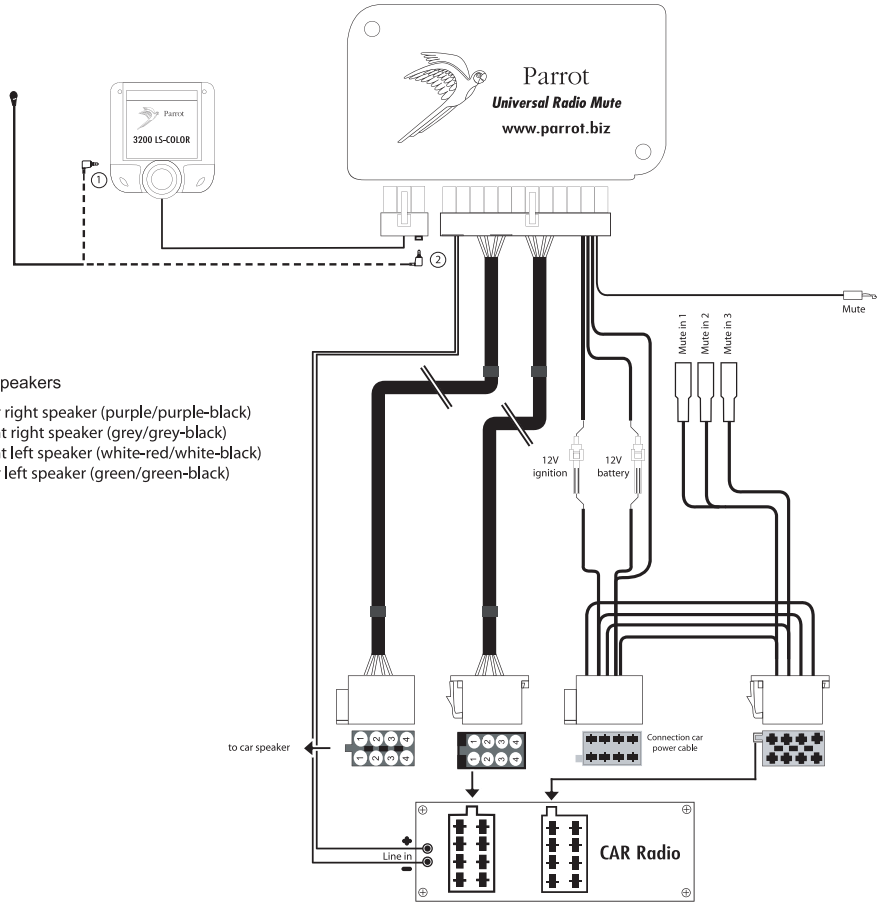 Parrot
Universal Radio Mute
www.parrot.biz
Parrot
3200 LS-COLOR
1
2
Mute
Mute in 1
Mute in 2
Mute in 3
peakers
right speaker (purple/purple-black)
t right speaker (grey/grey-black)
t left speaker (white-red/white-black)
left speaker (green/green-black)
12V
ignition
12V
battery
to car speaker
1 2 3 4
1 2 3 4
1 2 3 4
1 2 3 4
Connection car
power cable
+
Line in
-
CAR Radio